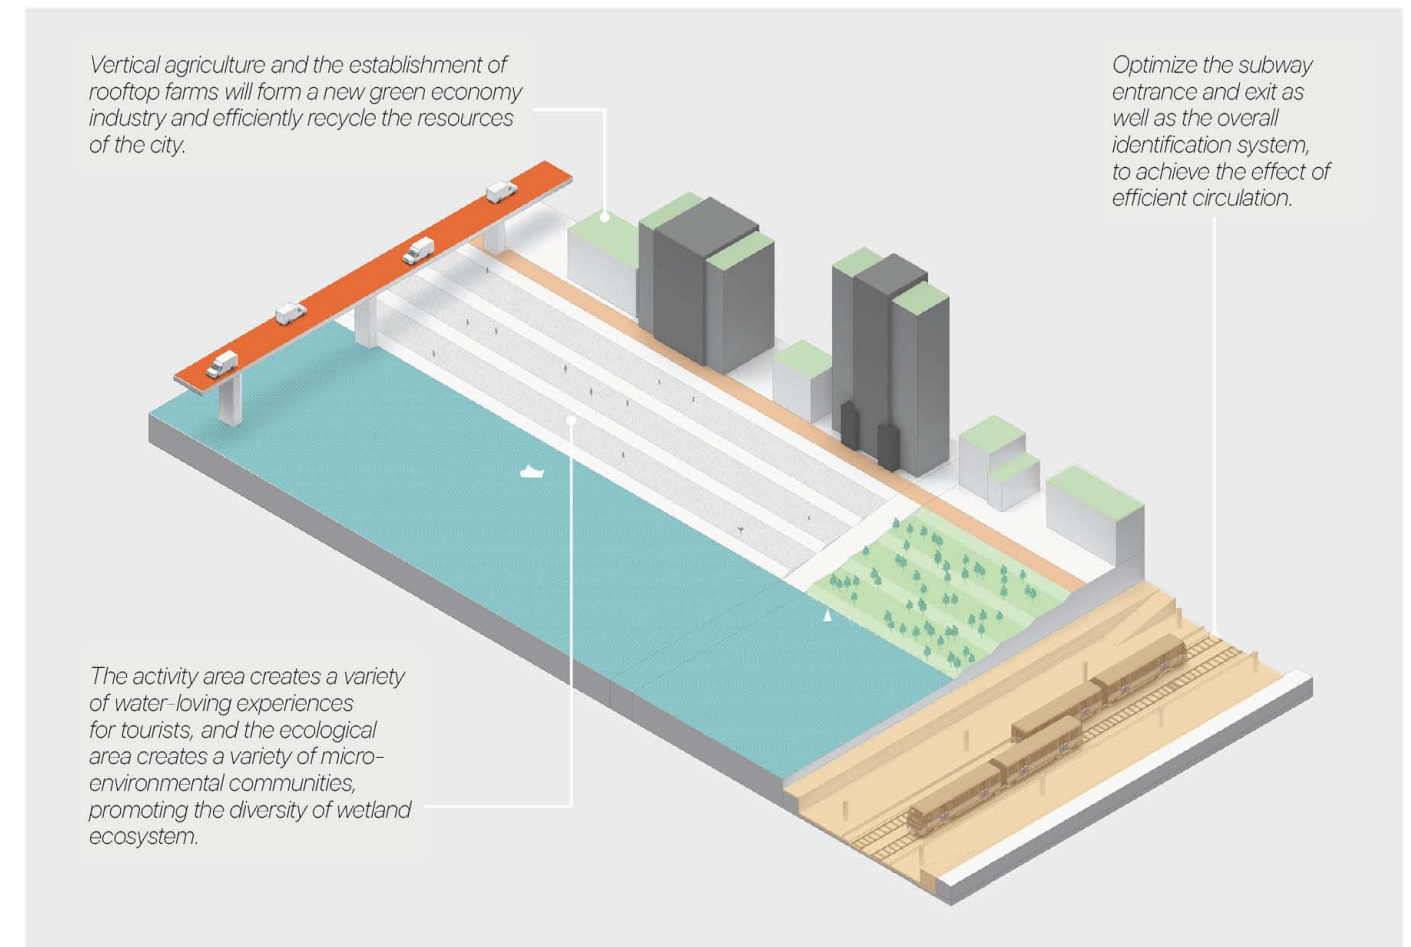 Vertical agriculture and the establishment of
rooftop farms will form a new green economy
industry and efficiently recycle the resources
of the city.
Optimize the subway
entrance and exit as
well as the overall
identification system,
to achieve the effect of
efficient circulation.
The activity area creates a variety
of water-loving experiences
for tourists, and the ecological
area creates a variety of micro-
environmental communities,
promoting the diversity of wetland
ecosystem.